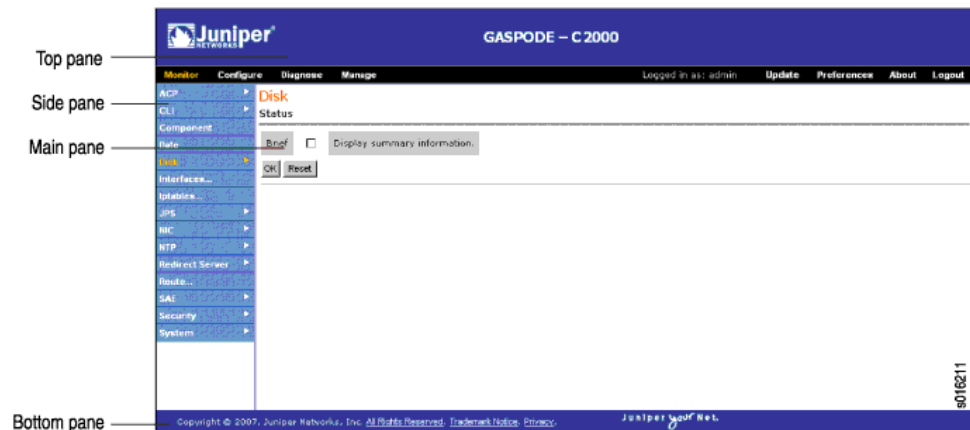 Juniper
NETWORKS
GASPODE – C 2000
Top pane
Monitor Configure Diagnose Manage Logged in as: admin Update Preferences About Logout
Side pane
ACP
CLI
Component
Date
Disk
Interfaces...
Iptables...
JPS
NIC
NTP
Redirect Server
Route...
SAE
Security
System
Disk
Status
Main pane
Brief Display summary information.
OK Reset
s016211
Bottom pane
Copyright © 2007, Juniper Networks, Inc. All Rights Reserved. Trademark Notice. Privacy.
Juniper your Net.